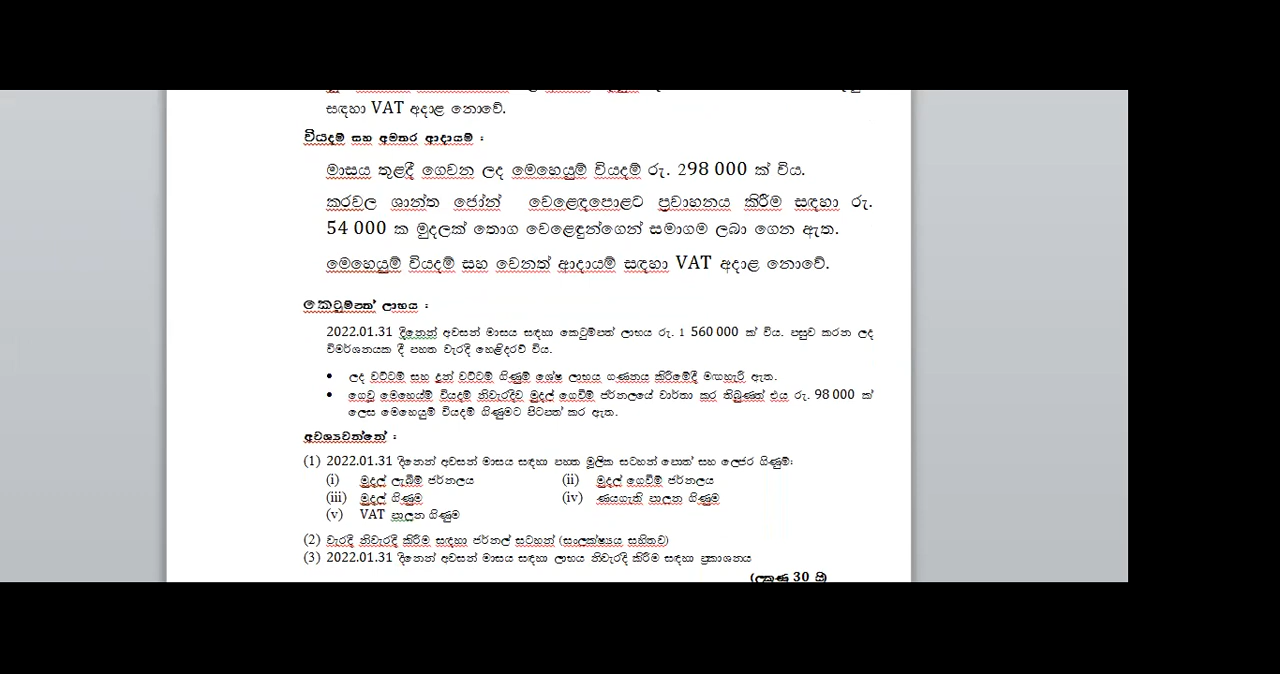 සඳහා VAT අදාළ නොවේ.
වියදම් සහ අමතර ආදායම් :
මාසය තුළදී ගෙවන ලද මෙහෙයුම් වියදම් රු. 298 000 ක් විය.
කරවල ශාන්ත ජෝන් වෙළෙඳපොළට ප්‍රවාහනය කිරීම සඳහා රු.
54 000 ක මුදලක් තොග වෙළෙඳුන්ගෙන් සමාගම ලබා ගෙන ඇත.
මෙහෙයුම් වියදම් සහ වෙනත් ආදායම් සඳහා VAT අදාළ නොවේ.
කෙටුම්පත් ලාභය :
2022.01.31 දිනෙන් අවසන් මාසය සඳහා කෙටුම්පත් ලාභය රු. 1 560 000 ක් විය. පසුව කරන ලද
විමර්ශනයක දී පහත වැරදි හෙළිදරව් විය.
• ලද වට්ටම් සහ දුන් වට්ටම් ගිණුම් ශේෂ ලාභය ගණනය කිරීමේදී මඟහැරී ඇත.
• ගෙවූ මෙහෙය්ම් වියදම් නිවැරදිව මුදල් ගෙවීම් ජර්නලයේ වාර්තා කර තිබුණත් එය රු. 98 000 ක්
ලෙස මෙහෙයුම් වියදම් ගිණුමට පිටපත් කර ඇත.
අවශ්‍යවන්නේ :
(1) 2022.01.31 දිනෙන් අවසන් මාසය සඳහා පහත මූලික සටහන් පොත් සහ ලෙජර ගිණුම්:
(i) මුදල් ලැබීම් ජර්නලය (ii) මුදල් ගෙවීම් ජර්නලය
(iii) මුදල් ගිණුම (iv) ණයගැති පාලන ගිණුම
(v) VAT පාලන ගිණුම
(2) වැරදි නිවැරදි කිරීම සඳහා ජර්නල් සටහන් (සංලක්ෂ්‍යය සහිතව)
(3) 2022.01.31 දිනෙන් අවසන් මාසය සඳහා ලාභය නිවැරදි කිරීම සඳහා ප්‍රකාශනය
(ලකුණු 30 යි)